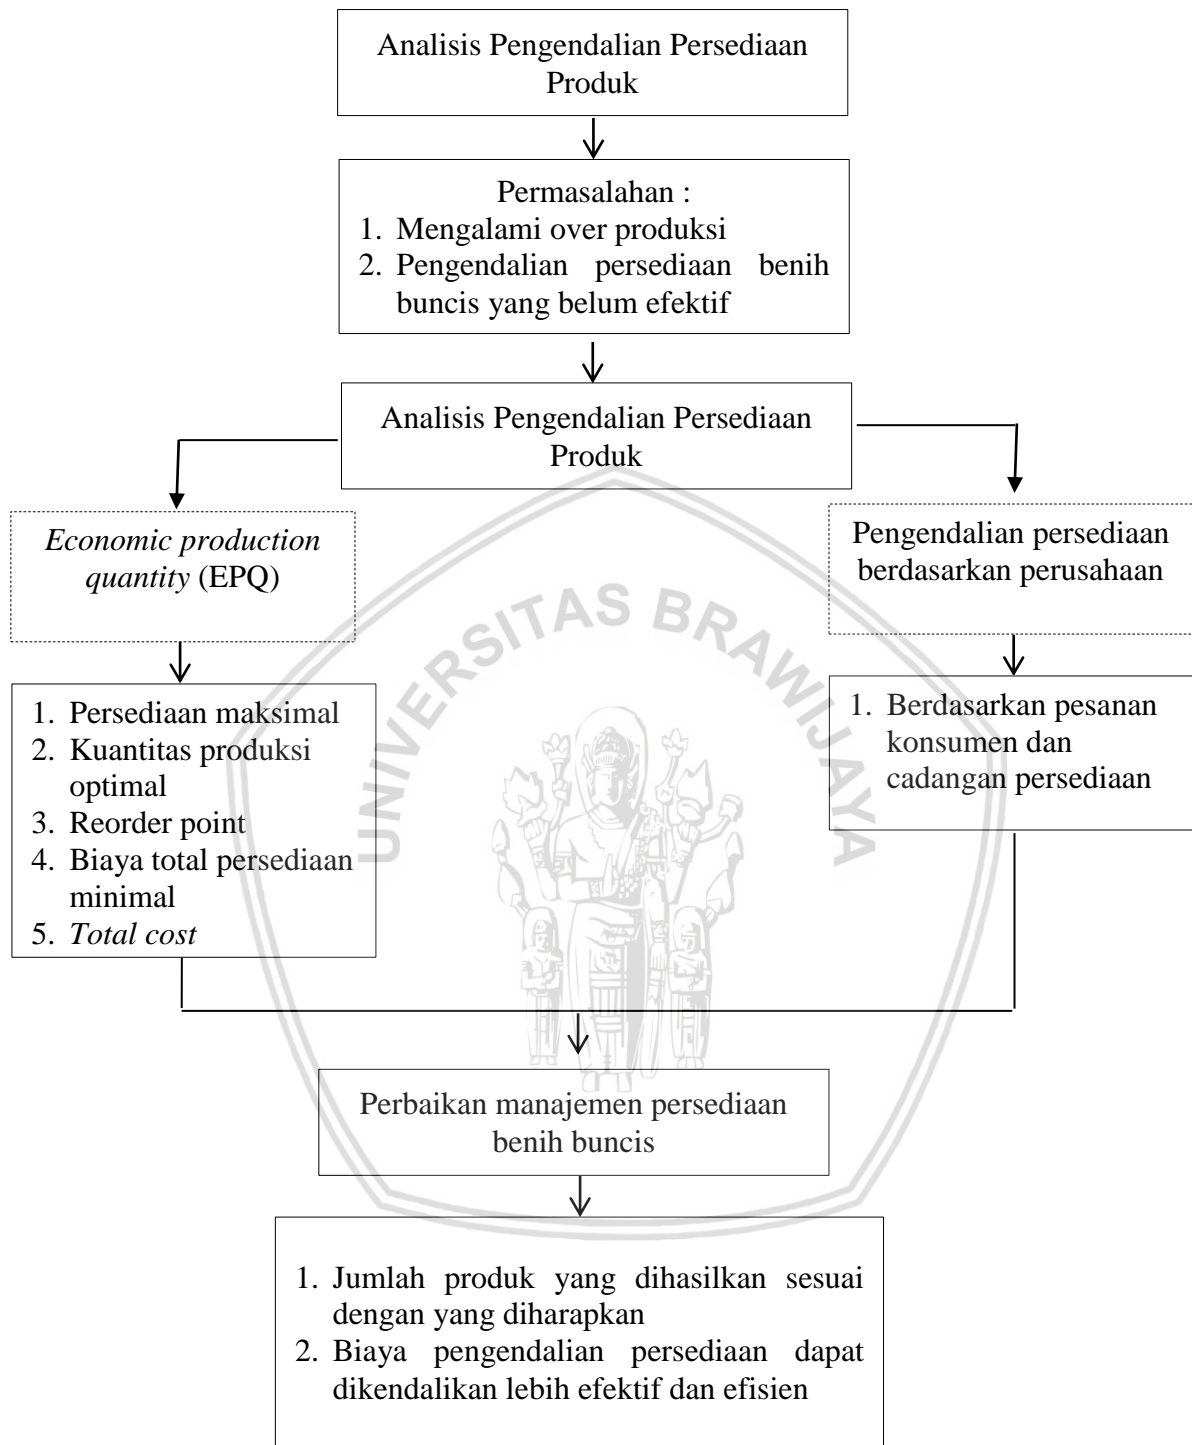 Analisis Pengendalian Persediaan
Produk
Permasalahan :
1. Mengalami over produksi
2. Pengendalian persediaan benih
buncis yang belum efektif
Analisis Pengendalian Persediaan
Produk
Economic production
quantity (EPQ)
Pengendalian persediaan
berdasarkan perusahaan
1. Persediaan maksimal
2. Kuantitas produksi
optimal
3. Reorder point
4. Biaya total persediaan
minimal
5. Total cost
1. Berdasarkan pesanan
konsumen dan
cadangan persediaan
UNIVERSITAS BRAWIJAYA
Perbaikan manajemen persediaan
benih buncis
1. Jumlah produk yang dihasilkan sesuai
dengan yang diharapkan
2. Biaya pengendalian persediaan dapat
dikendalikan lebih efektif dan efisien